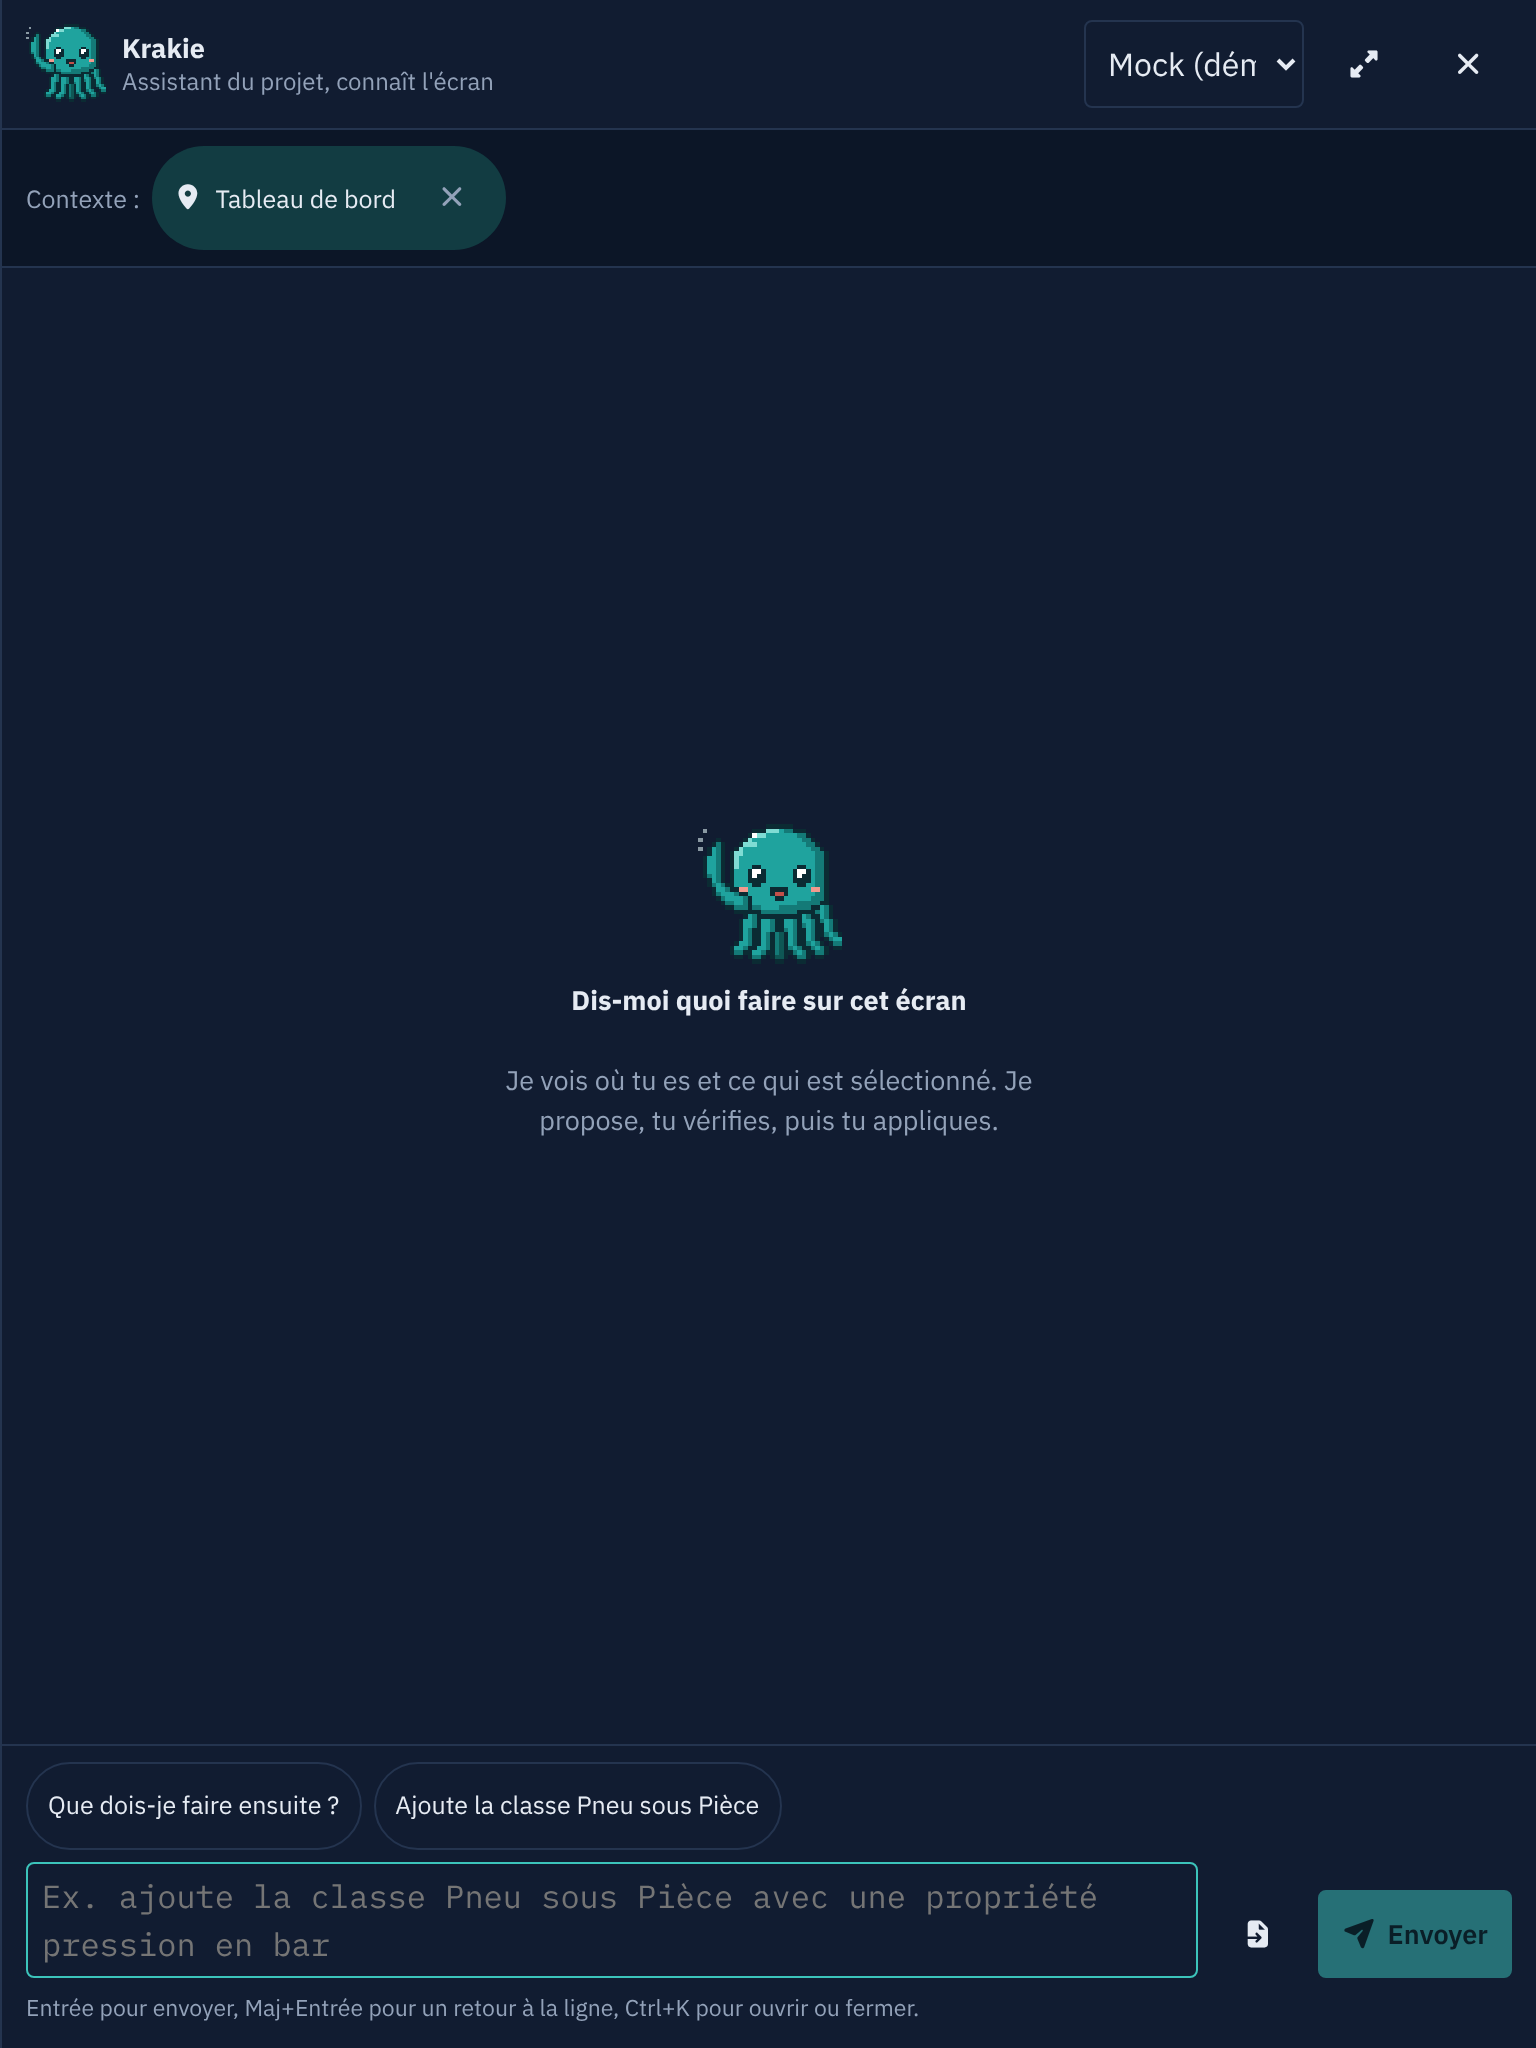 Krakie
Assistant du projet, connaît l'écran
Mock (dém
Contexte :
Tableau de bord
Dis-moi quoi faire sur cet écran
Je vois où tu es et ce qui est sélectionné. Je
propose, tu vérifies, puis tu appliques.
Que dois-je faire ensuite ?
Ajoute la classe Pneu sous Pièce
Ex. ajoute la classe Pneu sous Pièce avec une propriété
pression en bar
Envoyer
Entrée pour envoyer, Maj+Entrée pour un retour à la ligne, Ctrl+K pour ouvrir ou fermer.